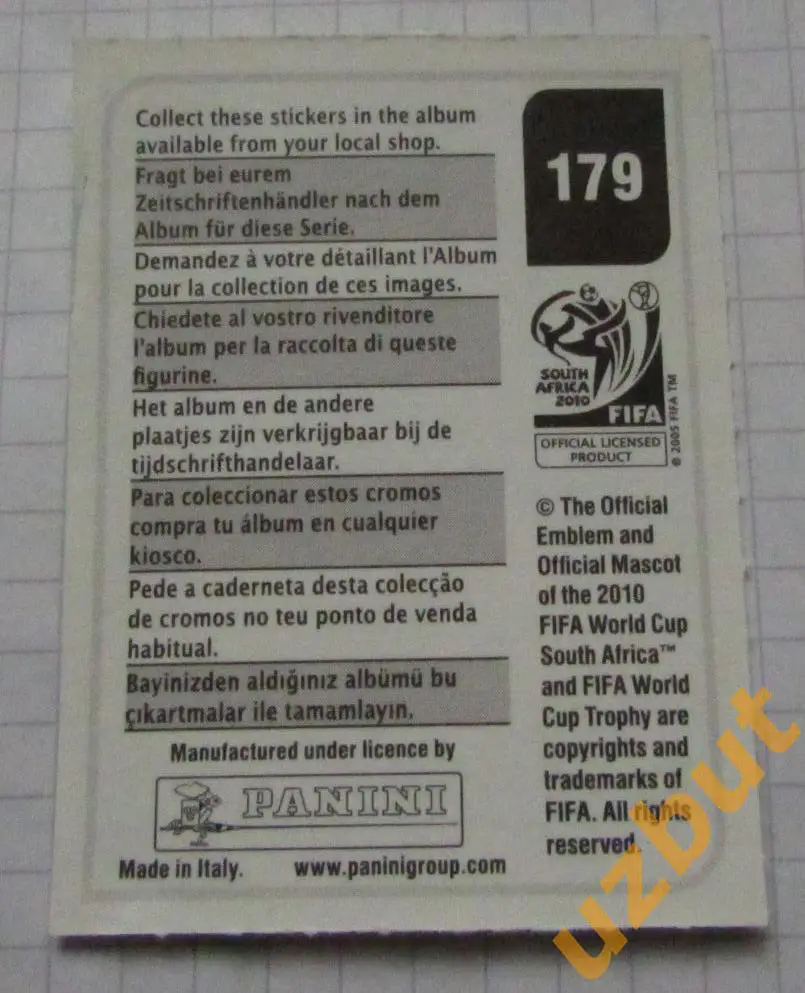 Collect these stickers in the album
available from your local shop.
Fragt bei eurem
Zeitschriftenhändler nach dem
Album für diese Serie.
Demandez à votre détaillant l'Album
pour la collection de ces images.
Chiedete al vostro rivenditore
l'album per la raccolta di queste
figurine.
Het album en de andere
plaatjes zijn verkrijgbaar bij de
tijdschrifthandelaar.
Para coleccionar estos cromos
compra tu álbum en cualquier
kiosco.
Pede a caderneta desta colecção
de cromos no teu ponto de venda
habitual.
Bayinizden aldığınız albümü bu
çıkartmalar ile tamamlayın.
Manufactured under licence by
PANINI
Made in Italy. www.paninigroup.com
179
SOUTH
AFRICA
2010
FIFA
OFFICIAL LICENSED
PRODUCT
© 2005 FIFA TM
© The Official
Emblem and
Official Mascot
of the 2010
FIFA World Cup
South Africa™
and FIFA World
Cup Trophy are
copyrights and
trademarks of
FIFA. All rights
reserved.
uzbut